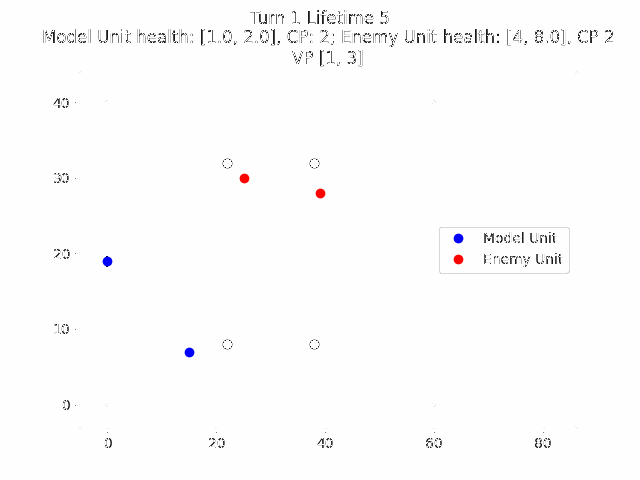 Turn 1 Lifetime 5
Model Unit health: [1.0, 2.0], CP: 2; Enemy Unit health: [4, 8.0], CP 2
VP [1, 3]
40
30
20
10
0
Model Unit
Enemy Unit
0
20
40
60
80